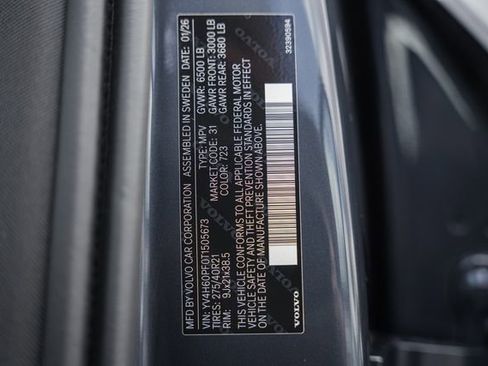 MFD BY VOLVO CAR CORPORATION ASSEMBLED IN SWEDEN DATE: 01/26
VIN: YV4H60PF0T1505673 TYPE: MPV GVWR: 6500 LB
TIRES: 275/40R21 MARKET CODE: 31 GAWR FRONT: 3000 LB
RIM: 9Jx21x38.5 COLOR: 723 GAWR REAR: 3680 LB
THIS VEHICLE CONFORMS TO ALL APPLICABLE FEDERAL MOTOR
VEHICLE SAFETY AND THEFT PREVENTION STANDARDS IN EFFECT
ON THE DATE OF MANUFACTURE SHOWN ABOVE.
VOLVO
32390594